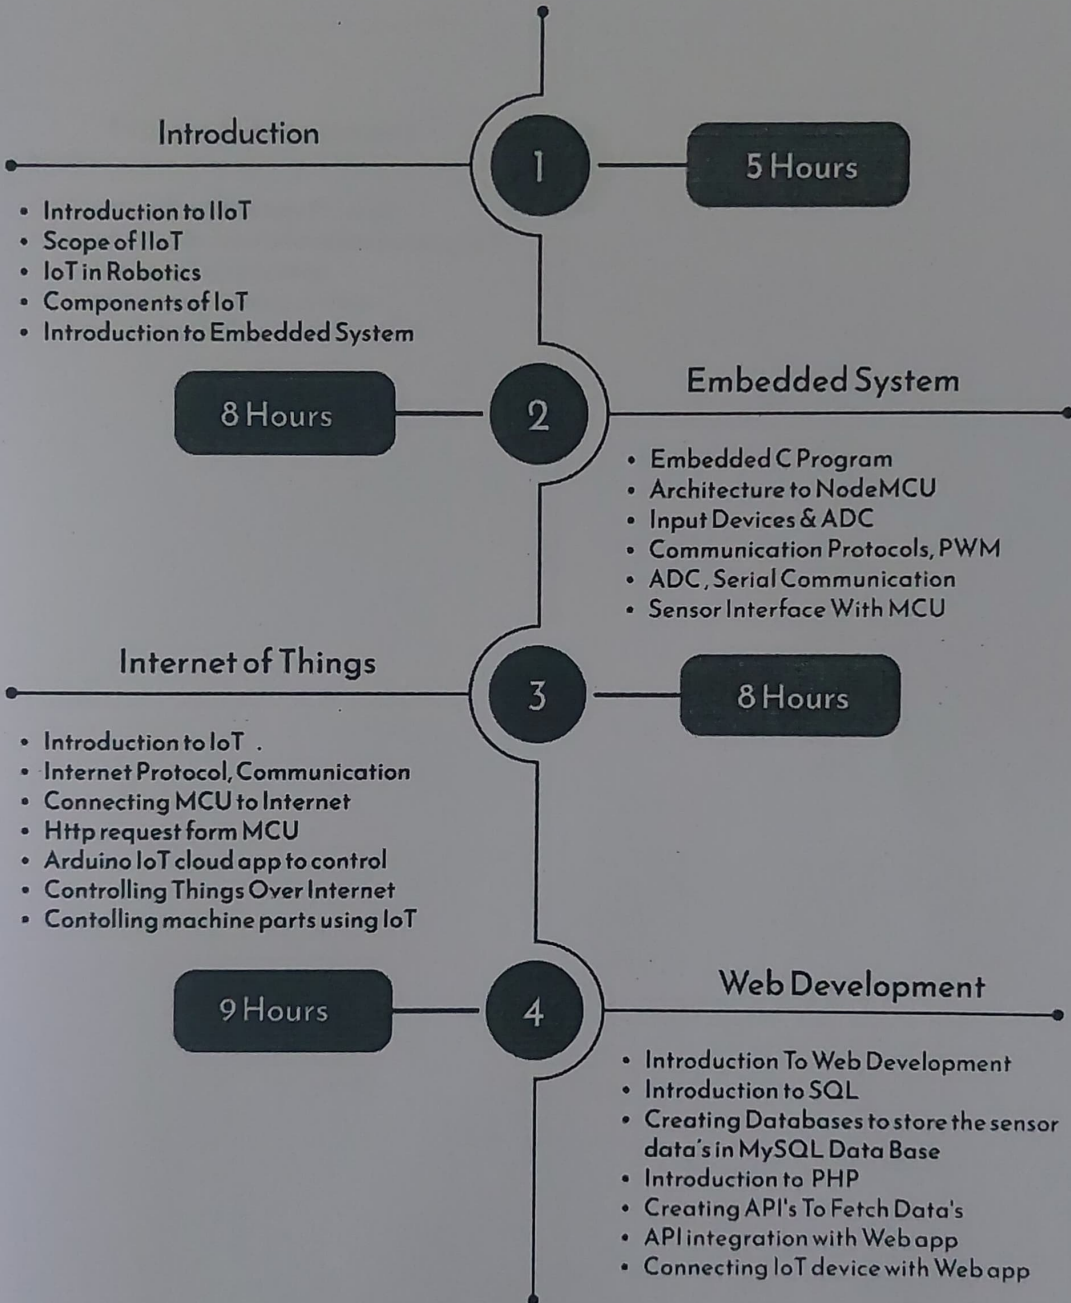 Introduction
1
5 Hours
• Introduction to IIoT
• Scope of IIoT
• IoT in Robotics
• Components of IoT
• Introduction to Embedded System
8 Hours
2
Embedded System
• Embedded C Program
• Architecture to NodeMCU
• Input Devices & ADC
• Communication Protocols, PWM
• ADC, Serial Communication
• Sensor Interface With MCU
Internet of Things
3
8 Hours
• Introduction to IoT .
• Internet Protocol, Communication
• Connecting MCU to Internet
• Http request form MCU
• Arduino IoT cloud app to control
• Controlling Things Over Internet
• Contolling machine parts using IoT
9 Hours
4
Web Development
• Introduction To Web Development
• Introduction to SQL
• Creating Databases to store the sensor
data's in MySQL Data Base
• Introduction to PHP
• Creating API's To Fetch Data's
• API integration with Web app
• Connecting IoT device with Web app